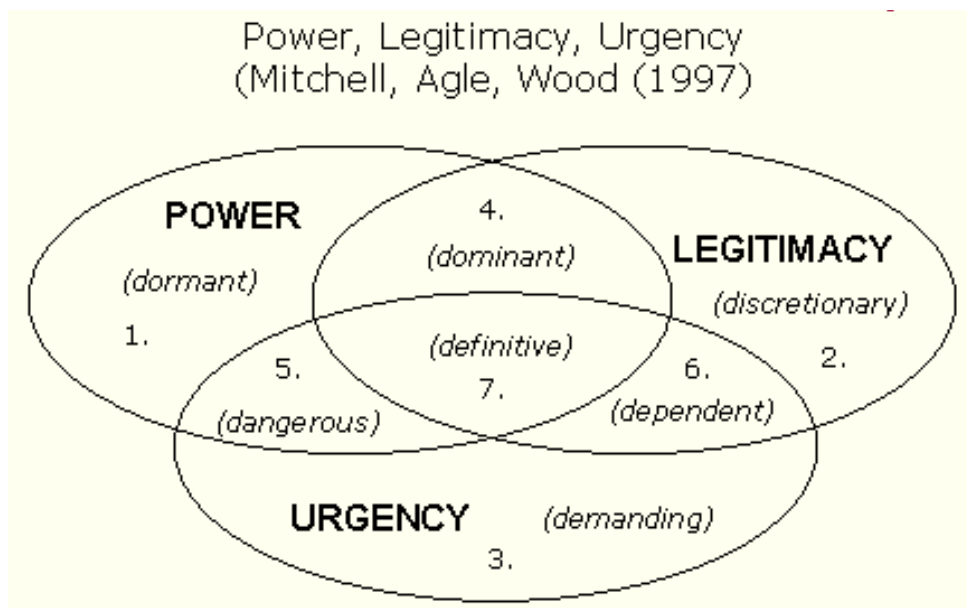 Power, Legitimacy, Urgency
(Mitchell, Agle, Wood (1997)
POWER
(dormant)
1.
4.
(dominant)
LEGITIMACY
(discretionary)
2.
5.
(dangerous)
(definitive)
7.
6.
(dependent)
URGENCY (demanding)
3.